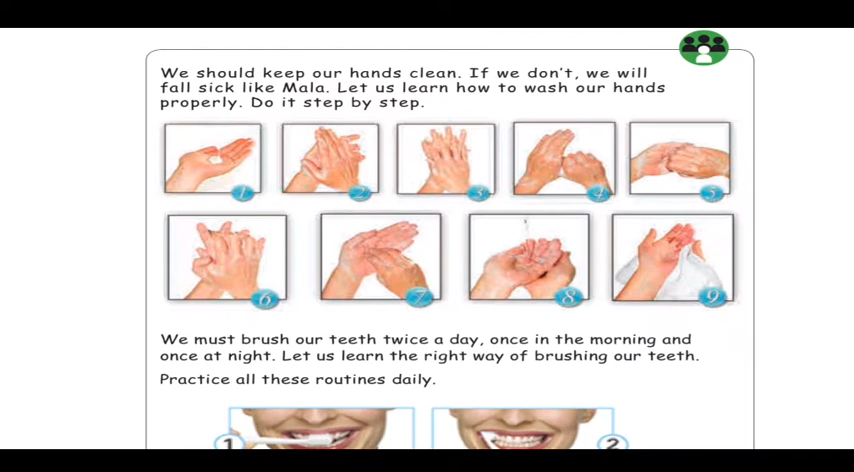 We should keep our hands clean. If we don't, we will
fall sick like Mala. Let us learn how to wash our hands
properly. Do it step by step.
1 2 3 4 5
6 7 8 9
We must brush our teeth twice a day, once in the morning and
once at night. Let us learn the right way of brushing our teeth.
Practice all these routines daily.
1 2